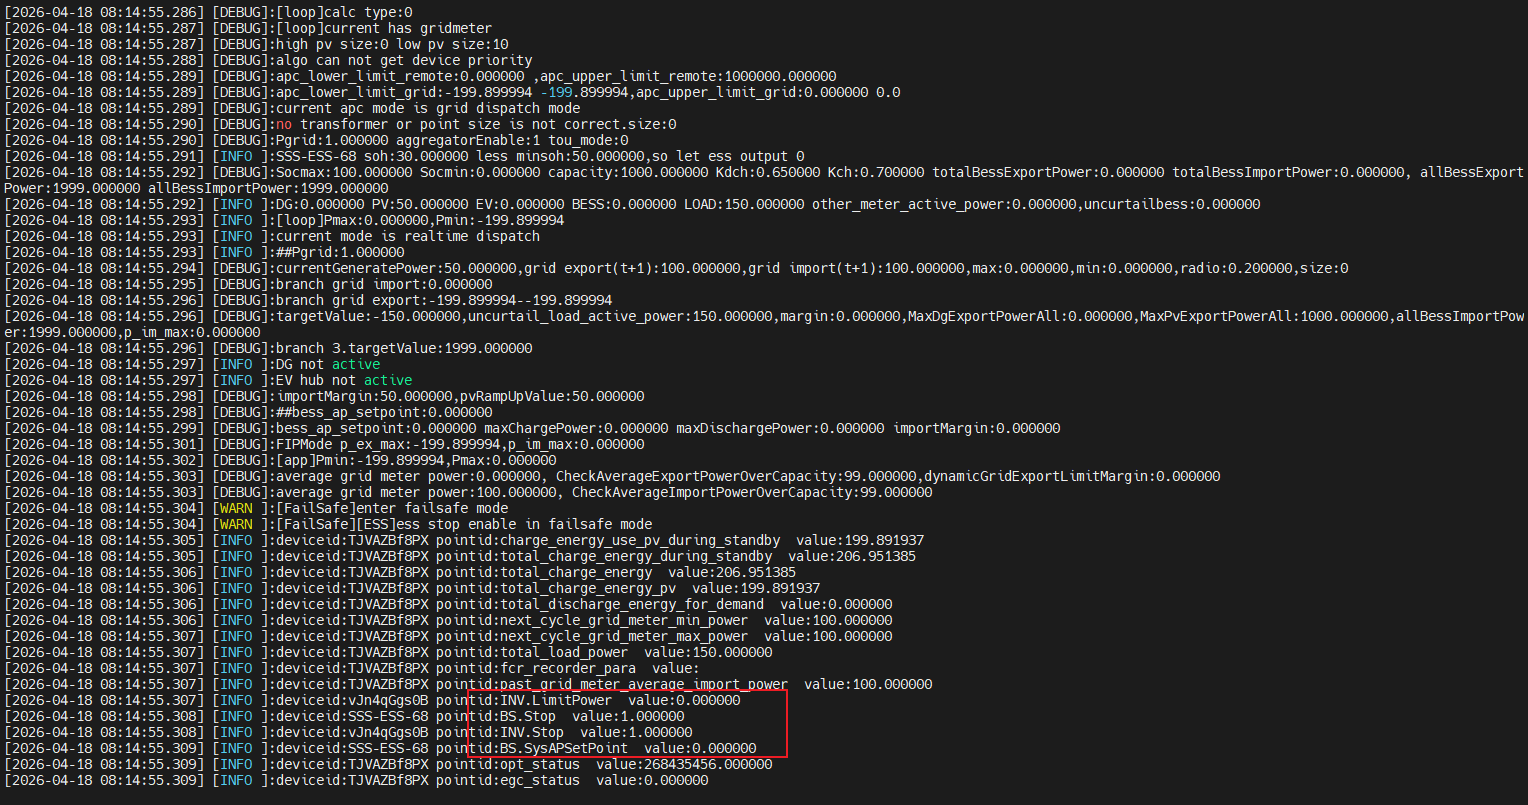 [2026-04-18 08:14:55.286] [DEBUG]:[loop]calc type:0
[2026-04-18 08:14:55.287] [DEBUG]:[loop]current has gridmeter
[2026-04-18 08:14:55.287] [DEBUG]:high pv size:0 low pv size:10
[2026-04-18 08:14:55.288] [DEBUG]:algo can not get device priority
[2026-04-18 08:14:55.289] [DEBUG]:apc_lower_limit_remote:0.000000 ,apc_upper_limit_remote:1000000.000000
[2026-04-18 08:14:55.289] [DEBUG]:apc_lower_limit_grid:-199.899994 -199.899994,apc_upper_limit_grid:0.000000 0.0
[2026-04-18 08:14:55.289] [DEBUG]:current apc mode is grid dispatch mode
[2026-04-18 08:14:55.290] [DEBUG]:no transformer or point size is not correct.size:0
[2026-04-18 08:14:55.290] [DEBUG]:Pgrid:1.000000 aggregatorEnable:1 tou_mode:0
[2026-04-18 08:14:55.291] [INFO ]:SSS-ESS-68 soh:30.000000 less minsoh:50.000000,so let ess output 0
[2026-04-18 08:14:55.292] [DEBUG]:Socmax:100.000000 Socmin:0.000000 capacity:1000.000000 Kdch:0.650000 Kch:0.700000 totalBessExportPower:0.000000 totalBessImportPower:0.000000, allBessExport
Power:1999.000000 allBessImportPower:1999.000000
[2026-04-18 08:14:55.292] [INFO ]:DG:0.000000 PV:50.000000 EV:0.000000 BESS:0.000000 LOAD:150.000000 other_meter_active_power:0.000000,uncurtailbess:0.000000
[2026-04-18 08:14:55.293] [INFO ]:[loop]Pmax:0.000000,Pmin:-199.899994
[2026-04-18 08:14:55.293] [INFO ]:current mode is realtime dispatch
[2026-04-18 08:14:55.293] [INFO ]:##Pgrid:1.000000
[2026-04-18 08:14:55.294] [DEBUG]:currentGeneratePower:50.000000,grid export(t+1):100.000000,grid import(t+1):100.000000,max:0.000000,min:0.000000,radio:0.200000,size:0
[2026-04-18 08:14:55.295] [DEBUG]:branch grid import:0.000000
[2026-04-18 08:14:55.296] [DEBUG]:branch grid export:-199.899994--199.899994
[2026-04-18 08:14:55.296] [DEBUG]:targetValue:-150.000000,uncurtail_load_active_power:150.000000,margin:0.000000,MaxDgExportPowerAll:0.000000,MaxPvExportPowerAll:1000.000000,allBessImportPow
er:1999.000000,p_im_max:0.000000
[2026-04-18 08:14:55.296] [DEBUG]:branch 3.targetValue:1999.000000
[2026-04-18 08:14:55.297] [INFO ]:DG not active
[2026-04-18 08:14:55.297] [INFO ]:EV hub not active
[2026-04-18 08:14:55.298] [DEBUG]:importMargin:50.000000,pvRampUpValue:50.000000
[2026-04-18 08:14:55.298] [DEBUG]:##bess_ap_setpoint:0.000000
[2026-04-18 08:14:55.299] [DEBUG]:bess_ap_setpoint:0.000000 maxChargePower:0.000000 maxDischargePower:0.000000 importMargin:0.000000
[2026-04-18 08:14:55.301] [DEBUG]:FIPMode p_ex_max:-199.899994,p_im_max:0.000000
[2026-04-18 08:14:55.302] [DEBUG]:[app]Pmin:-199.899994,Pmax:0.000000
[2026-04-18 08:14:55.303] [DEBUG]:average grid meter power:0.000000, CheckAverageExportPowerOverCapacity:99.000000,dynamicGridExportLimitMargin:0.000000
[2026-04-18 08:14:55.303] [DEBUG]:average grid meter power:100.000000, CheckAverageImportPowerOverCapacity:99.000000
[2026-04-18 08:14:55.304] [WARN ]:[FailSafe]enter failsafe mode
[2026-04-18 08:14:55.304] [WARN ]:[FailSafe][ESS]ess stop enable in failsafe mode
[2026-04-18 08:14:55.305] [INFO ]:deviceid:TJVAZBf8PX pointid:charge_energy_use_pv_during_standby  value:199.891937
[2026-04-18 08:14:55.305] [INFO ]:deviceid:TJVAZBf8PX pointid:total_charge_energy_during_standby  value:206.951385
[2026-04-18 08:14:55.306] [INFO ]:deviceid:TJVAZBf8PX pointid:total_charge_energy  value:206.951385
[2026-04-18 08:14:55.306] [INFO ]:deviceid:TJVAZBf8PX pointid:total_charge_energy_pv  value:199.891937
[2026-04-18 08:14:55.306] [INFO ]:deviceid:TJVAZBf8PX pointid:total_discharge_energy_for_demand  value:0.000000
[2026-04-18 08:14:55.306] [INFO ]:deviceid:TJVAZBf8PX pointid:next_cycle_grid_meter_min_power  value:100.000000
[2026-04-18 08:14:55.307] [INFO ]:deviceid:TJVAZBf8PX pointid:next_cycle_grid_meter_max_power  value:100.000000
[2026-04-18 08:14:55.307] [INFO ]:deviceid:TJVAZBf8PX pointid:total_load_power  value:150.000000
[2026-04-18 08:14:55.307] [INFO ]:deviceid:TJVAZBf8PX pointid:fcr_recorder_para  value:
[2026-04-18 08:14:55.307] [INFO ]:deviceid:TJVAZBf8PX pointid:past_grid_meter_average_import_power  value:100.000000
[2026-04-18 08:14:55.307] [INFO ]:deviceid:vJn4qGgs0B pointid:INV.LimitPower  value:0.000000
[2026-04-18 08:14:55.308] [INFO ]:deviceid:SSS-ESS-68 pointid:BS.Stop  value:1.000000
[2026-04-18 08:14:55.308] [INFO ]:deviceid:vJn4qGgs0B pointid:INV.Stop  value:1.000000
[2026-04-18 08:14:55.309] [INFO ]:deviceid:SSS-ESS-68 pointid:BS.SysAPSetPoint  value:0.000000
[2026-04-18 08:14:55.309] [INFO ]:deviceid:TJVAZBf8PX pointid:opt_status  value:268435456.000000
[2026-04-18 08:14:55.309] [INFO ]:deviceid:TJVAZBf8PX pointid:egc_status  value:0.000000